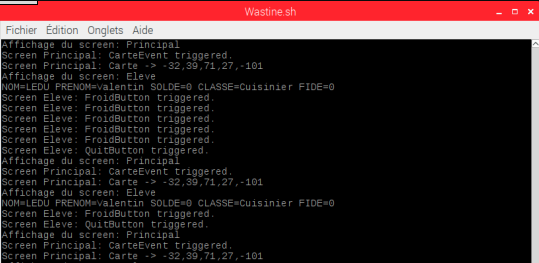 Wastine.sh
Fichier Édition Onglets Aide
Affichage du screen: Principal
Screen Principal: CarteEvent triggered.
Screen Principal: Carte -> -32,39,71,27,-101
Affichage du screen: Eleve
NOM=LEDU PRENOM=Valentin SOLDE=0 CLASSE=Cuisinier FIDE=0
Screen Eleve: FroidButton triggered.
Screen Eleve: FroidButton triggered.
Screen Eleve: FroidButton triggered.
Screen Eleve: FroidButton triggered.
Screen Eleve: QuitButton triggered.
Affichage du screen: Principal
Screen Principal: CarteEvent triggered.
Screen Principal: Carte -> -32,39,71,27,-101
Affichage du screen: Eleve
NOM=LEDU PRENOM=Valentin SOLDE=0 CLASSE=Cuisinier FIDE=0
Screen Eleve: FroidButton triggered.
Screen Eleve: QuitButton triggered.
Affichage du screen: Principal
Screen Principal: CarteEvent triggered.
Screen Principal: Carte -> -32,39,71,27,-101